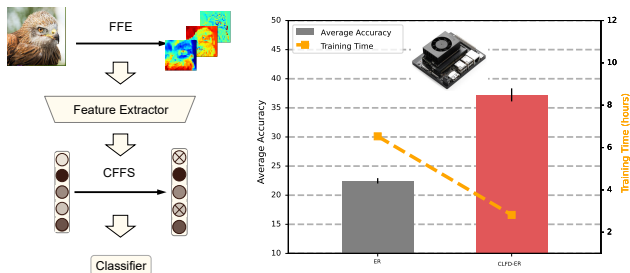 FFE
Feature Extractor
CFFS
Classifier
Average Accuracy
50
45
40
35
30
25
20
15
10
Average Accuracy
Training Time
ER
CLFD-ER
12
10
8
6
4
2
Training Time (hours)